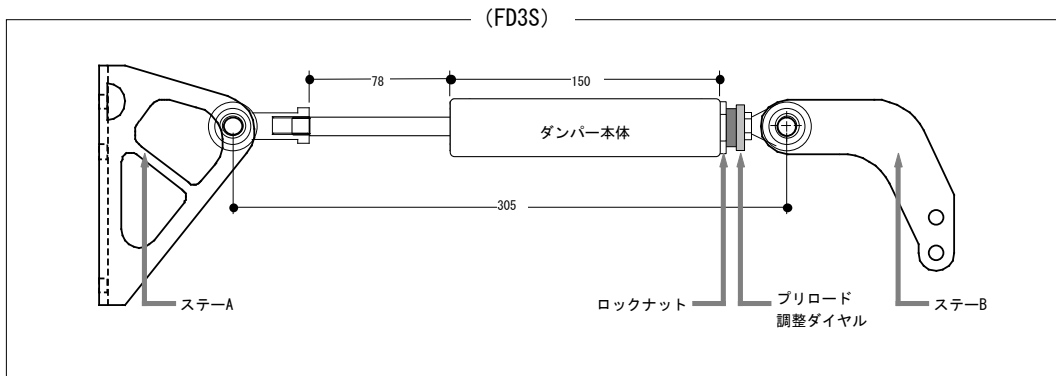 (FD3S)
78
150
ダンパー本体
305
ステーA
ロックナット
プリロード
調整ダイヤル
ステーB